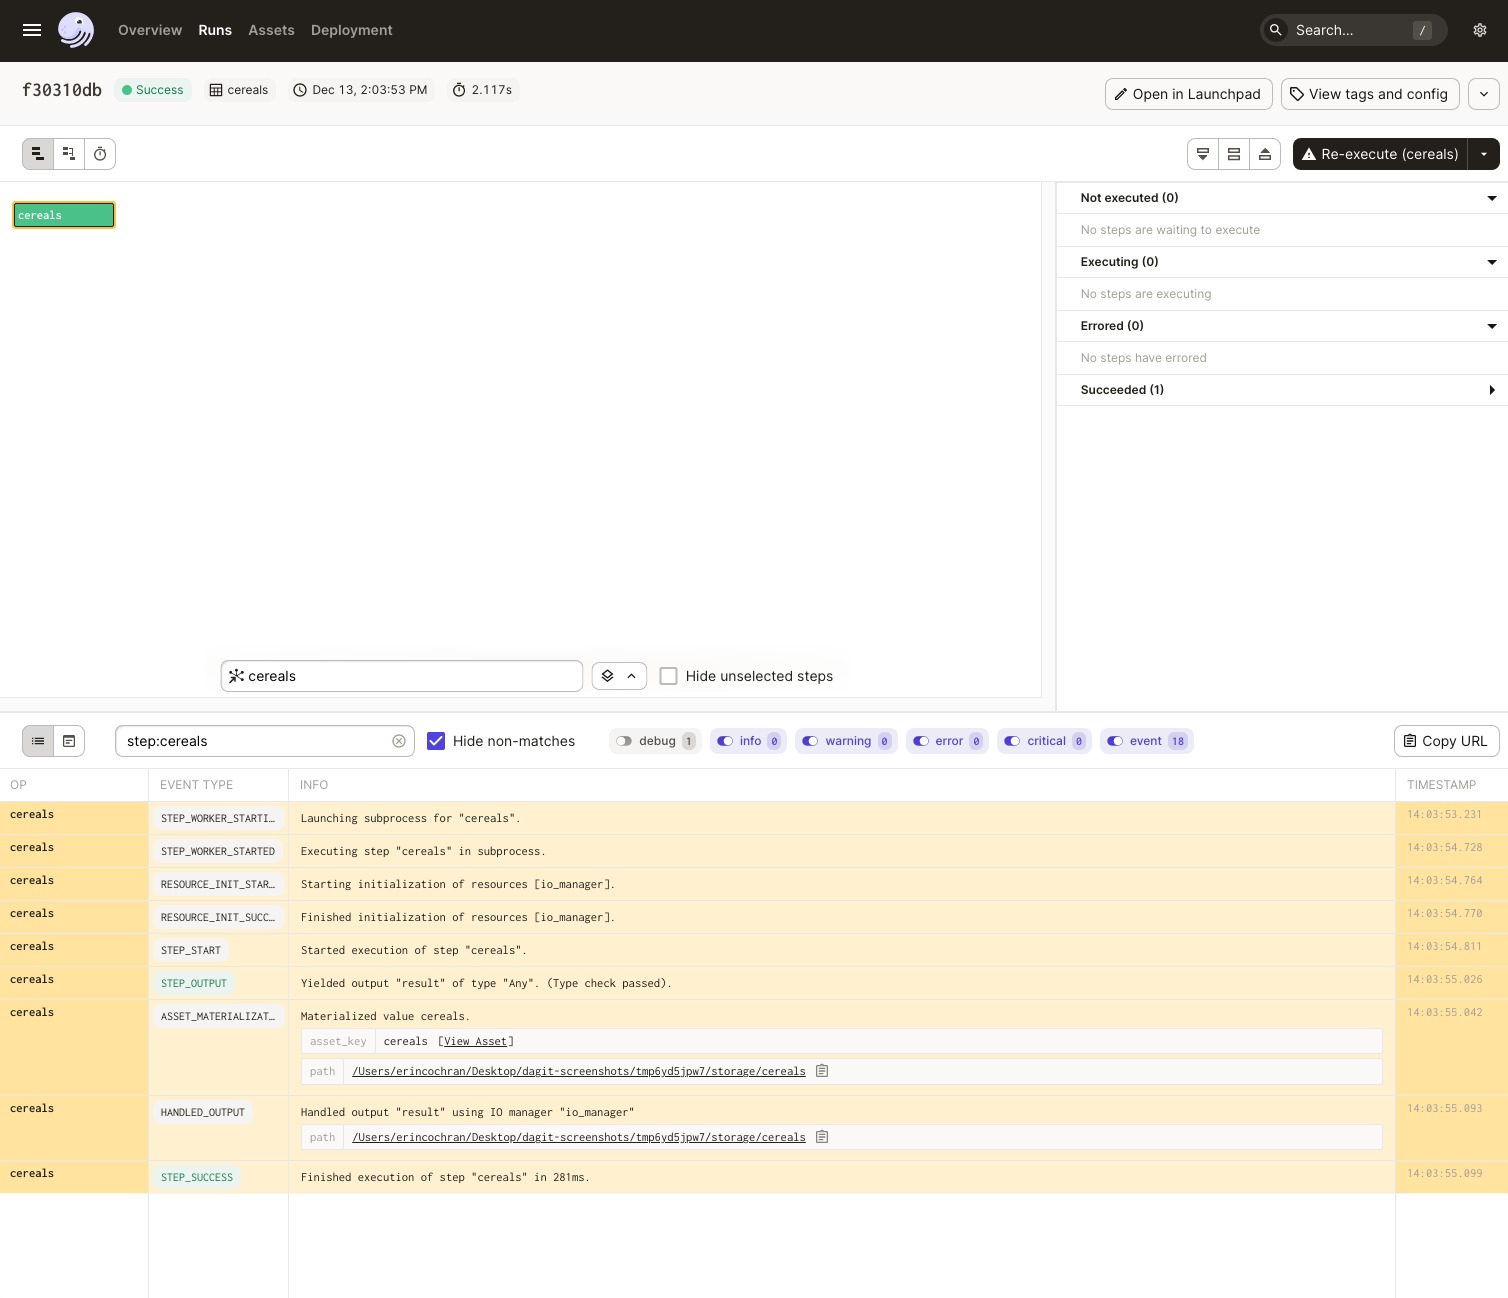 Overview Runs Assets Deployment Search... /
f30310db Success cereals Dec 13, 2:03:53 PM 2.117s Open in Launchpad View tags and config
Re-execute (cereals)
cereals
Not executed (0)
No steps are waiting to execute
Executing (0)
No steps are executing
Errored (0)
No steps have errored
Succeeded (1)
cereals Hide unselected steps
step:cereals Hide non-matches debug 1 info 0 warning 0 error 0 critical 0 event 18 Copy URL
OP EVENT TYPE INFO TIMESTAMP
cereals STEP_WORKER_STARTI… Launching subprocess for "cereals". 14:03:53.231
cereals STEP_WORKER_STARTED Executing step "cereals" in subprocess. 14:03:54.728
cereals RESOURCE_INIT_STAR… Starting initialization of resources [io_manager]. 14:03:54.764
cereals RESOURCE_INIT_SUCC… Finished initialization of resources [io_manager]. 14:03:54.770
cereals STEP_START Started execution of step "cereals". 14:03:54.811
cereals STEP_OUTPUT Yielded output "result" of type "Any". (Type check passed). 14:03:55.026
cereals ASSET_MATERIALIZAT… Materialized value cereals. 14:03:55.042
asset_key cereals [View Asset]
path /Users/erincochran/Desktop/dagit-screenshots/tmp6yd5jpw7/storage/cereals
cereals HANDLED_OUTPUT Handled output "result" using IO manager "io_manager" 14:03:55.093
path /Users/erincochran/Desktop/dagit-screenshots/tmp6yd5jpw7/storage/cereals
cereals STEP_SUCCESS Finished execution of step "cereals" in 281ms. 14:03:55.099